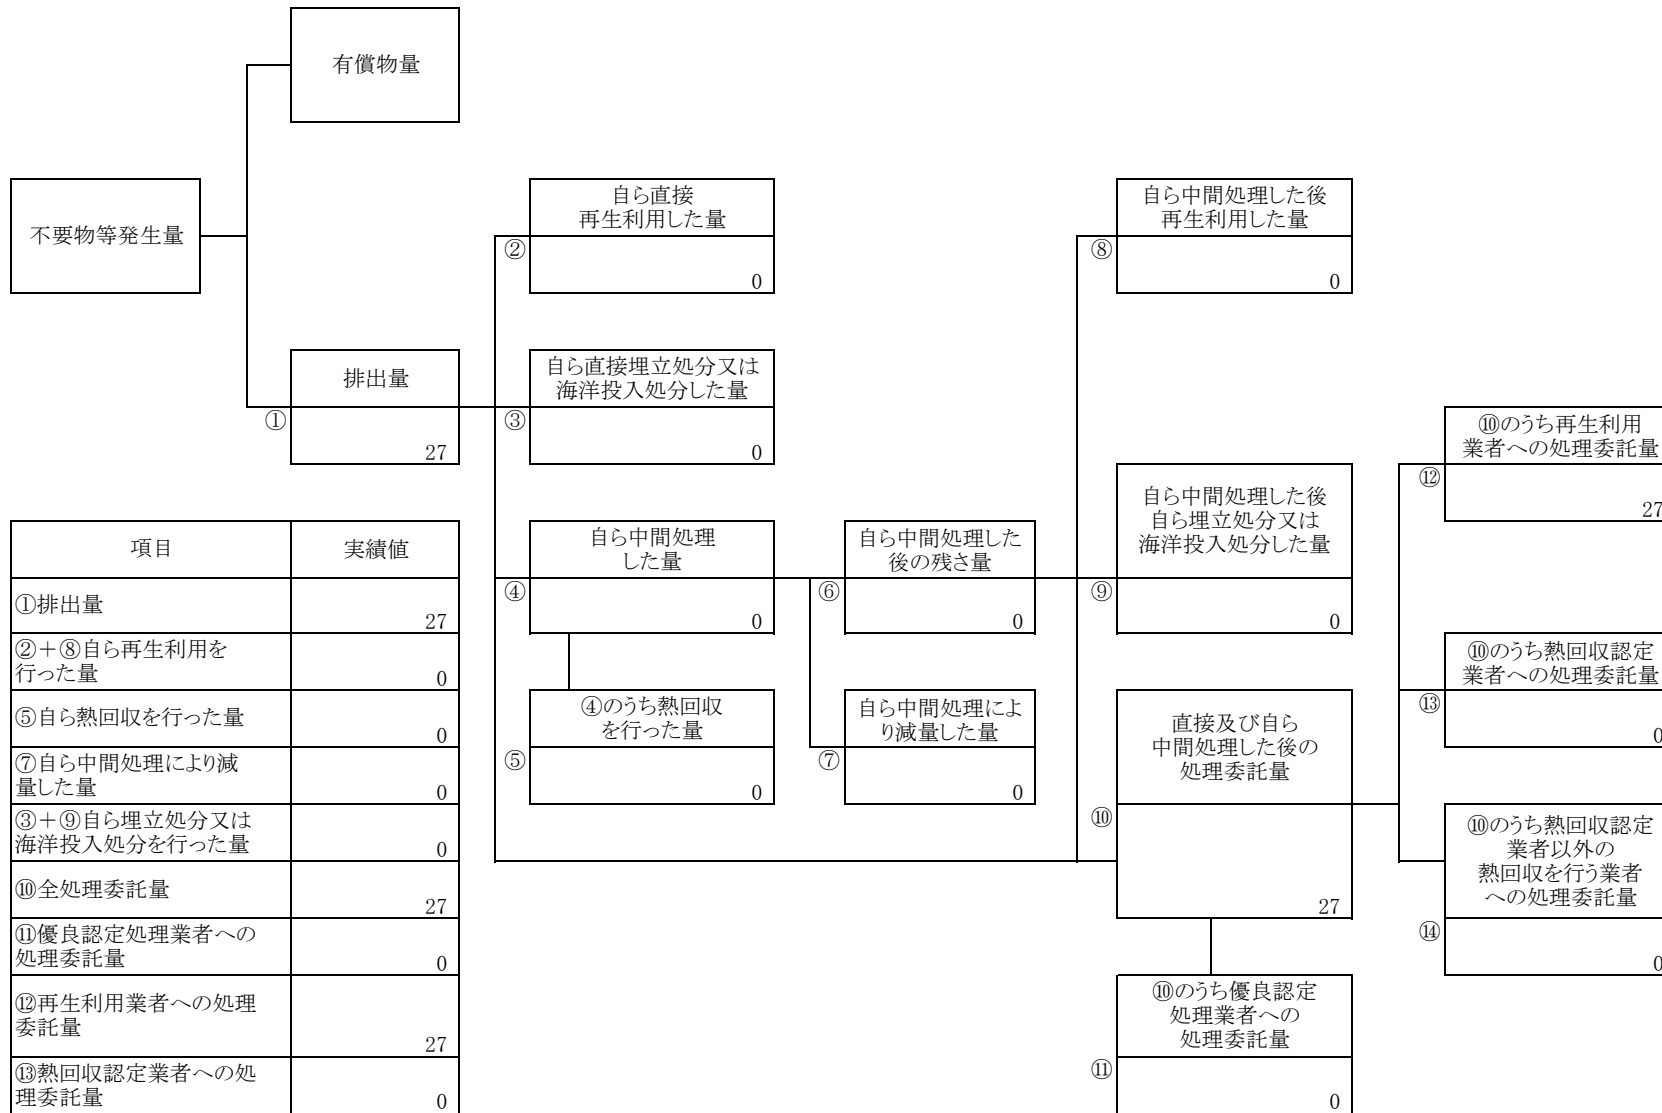 有償物量
不要物等発生量
自ら直接
再生利用した量
②
0
自ら中間処理した後
再生利用した量
⑧
0
排出量
①
27
自ら直接埋立処分又は
海洋投入処分した量
③
0
⑩のうち再生利用
業者への処理委託量
⑫
27
自ら中間処理した後
自ら埋立処分又は
海洋投入処分した量
⑨
0
自ら中間処理
した量
④
0
自ら中間処理した
後の残さ量
⑥
0
⑩のうち熱回収認定
業者への処理委託量
⑬
0
④のうち熱回収
を行った量
⑤
0
自ら中間処理によ
り減量した量
⑦
0
直接及び自ら
中間処理した後の
処理委託量
⑩
27
⑩のうち熱回収認定
業者以外の
熱回収を行う業者
への処理委託量
⑭
0
⑩のうち優良認定
処理業者への
処理委託量
⑪
0
項目 実績値
①排出量
27
②+⑧自ら再生利用を
行った量
0
⑤自ら熱回収を行った量
0
⑦自ら中間処理により減
量した量
0
③+⑨自ら埋立処分又は
海洋投入処分を行った量
0
⑩全処理委託量
27
⑪優良認定処理業者への
処理委託量
0
⑫再生利用業者への処理
委託量
27
⑬熱回収認定業者への処
理委託量
0